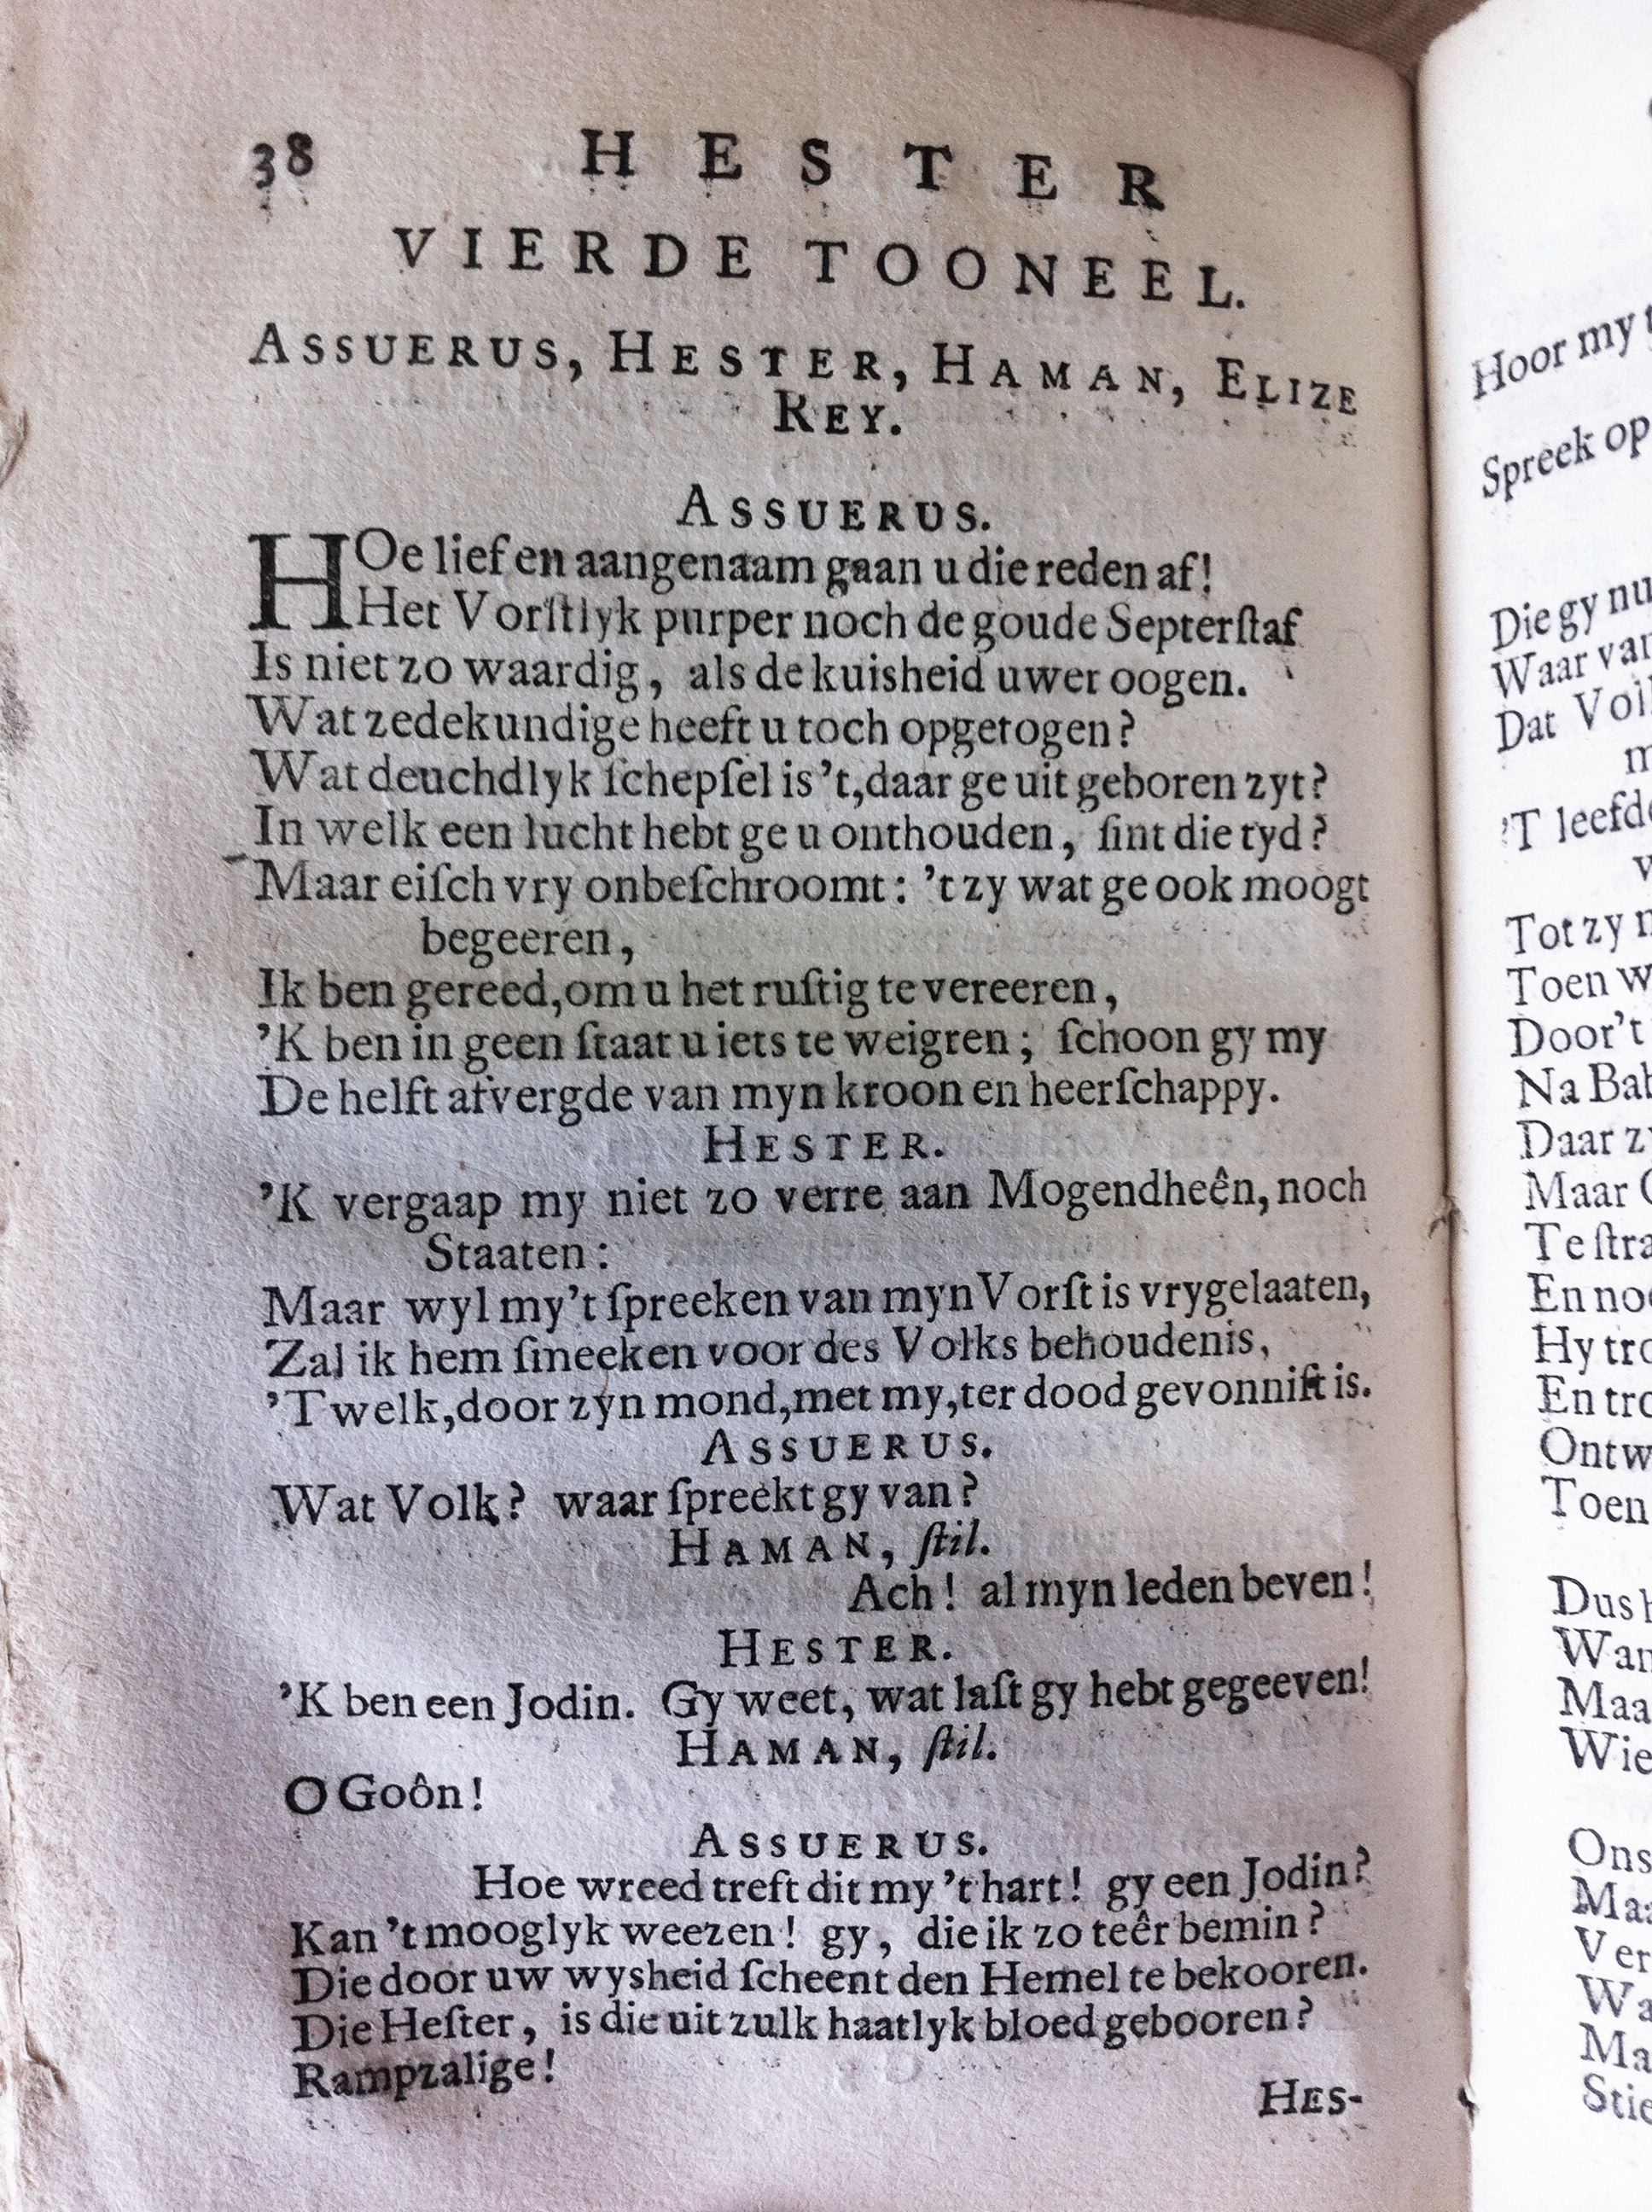 38 HESTER
VIERDE TOONEEL.
ASSUERUS, HESTER, HAMAN, ELIZE
REY.
ASSUERUS.
HOe lief en aangenaam gaan u die reden af!
Het Vorſtlyk purper noch de goude Septerſtaf
Is niet zo waardig, als de kuisheid uwer oogen.
Wat zedekundige heeft u toch opgetogen?
Wat deuchdlyk ſchepſel is 't, daar ge uit geboren zyt?
In welk een lucht hebt ge u onthouden, ſint die tyd?
Maar eiſch vry onbeſchroomt: 't zy wat ge ook moogt
begeeren,
Ik ben gereed, om u het ruſtig te vereeren,
'K ben in geen ſtaat u iets te weigren; ſchoon gy my
De helft afvergde van myn kroon en heerſchappy.
HESTER.
'K vergaap my niet zo verre aan Mogendheên, noch
Staaten:
Maar wyl my 't ſpreeken van myn Vorſt is vrygelaaten,
Zal ik hem ſmeeken voor des Volks behoudenis,
'T welk, door zyn mond, met my, ter dood gevonniſt is.
ASSUERUS.
Wat Volk? waar ſpreekt gy van?
HAMAN, ſtil.
Ach! al myn leden beven!
HESTER.
'K ben een Jodin. Gy weet, wat laſt gy hebt gegeeven!
HAMAN, ſtil.
O Goôn!
ASSUERUS.
Hoe wreed treft dit my 't hart! gy een Jodin?
Kan 't mooglyk weezen! gy, die ik zo teêr bemin?
Die door uw wysheid ſcheent den Hemel te bekooren.
Die Heſter, is die uit zulk haatlyk bloed gebooren?
Rampzalige!
HES-
Hoor my
Spreek op
Die gy nu
Waar van
Dat Vol
'T leefd
Tot zy
Toen
Door 't
Na Bab
Daar
Maar
Te ſtra
En no
Hy tro
En tro
Ontw
Toen
Dus
Wan
Maa
Wie
Ons
Maa
Ver
Wa
Ma
Stie